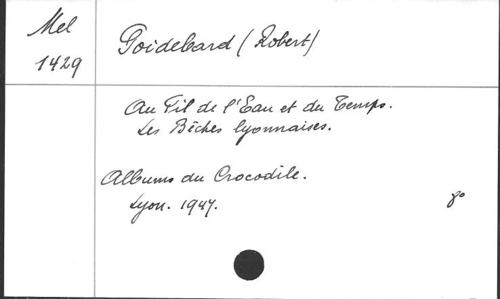 Mel
1429
Poidebard (Robert)
Au Fil de l'Eau et du Temps.
Les Bêches lyonnaises.
Albums du Crocodile.
Lyon. 1947.
8°